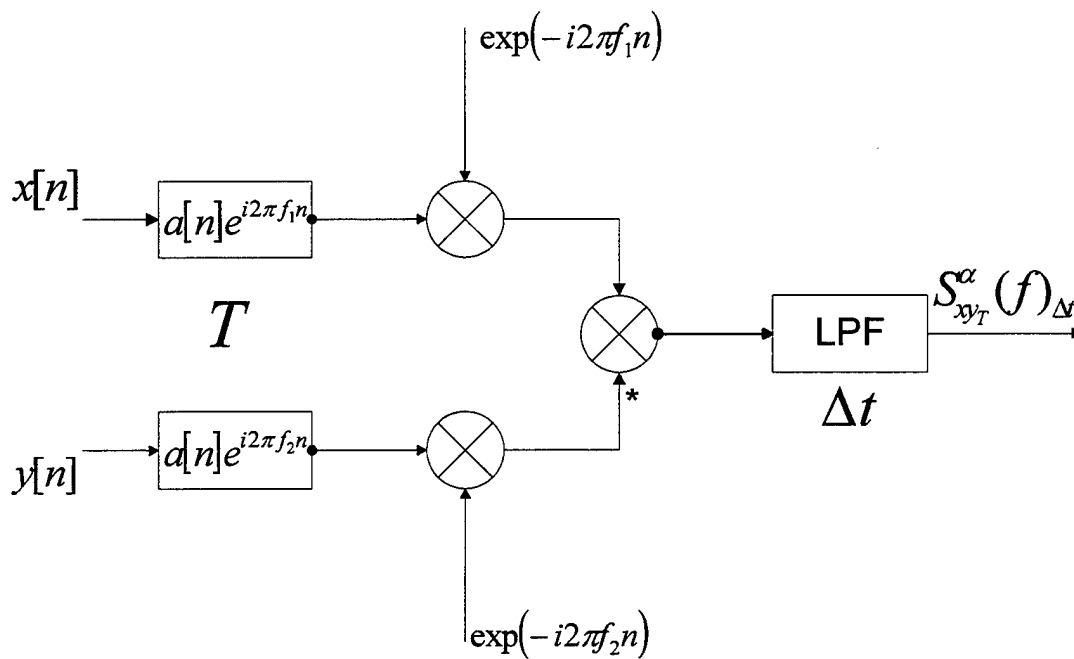 exp(−i2πf₁n)
x[n]
a[n]e^{i2πf₁n}
T
S^α_{xy_T}(f)_{Δt}
LPF
Δt
*
a[n]e^{i2πf₂n}
y[n]
exp(−i2πf₂n)